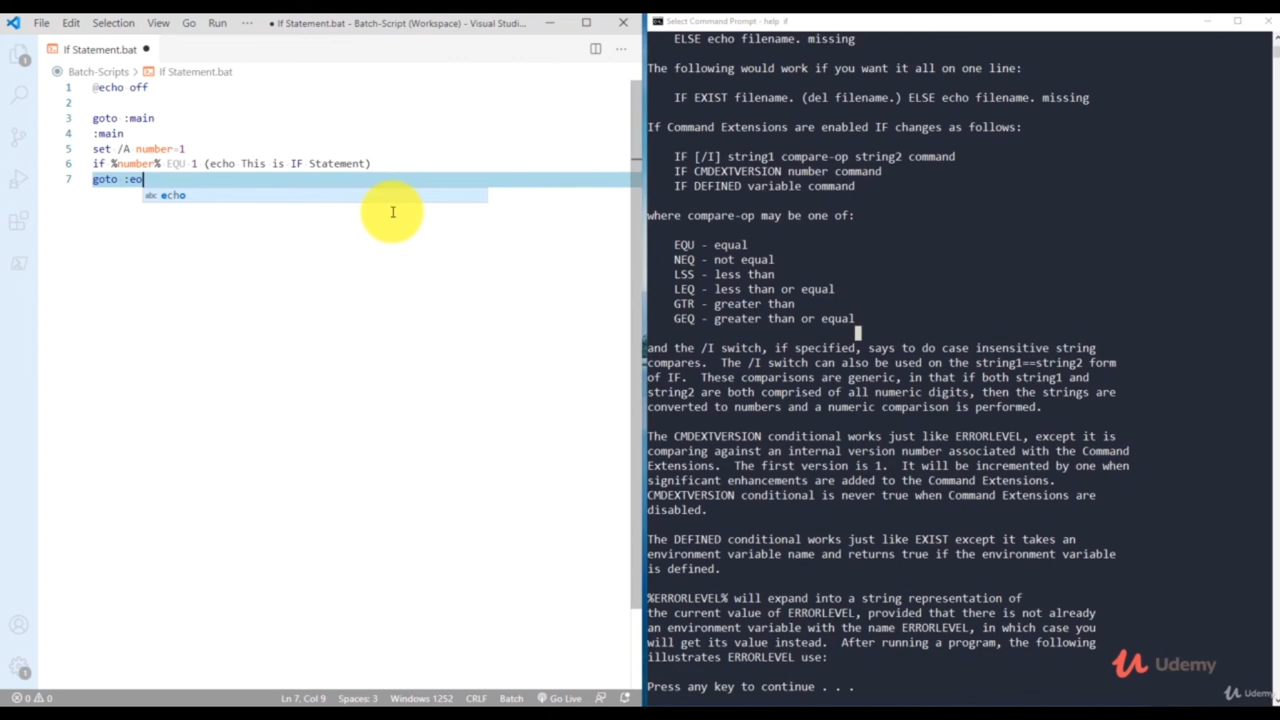 File Edit Selection View Go Run ··· ● If Statement.bat - Batch-Script (Workspace) - Visual Studi...
If Statement.bat ●
Batch-Scripts > If Statement.bat
1 @echo off
2
3 goto :main
4 :main
5 set /A number=1
6 if %number% EQU 1 (echo This is IF Statement)
7 goto :eo
abc echo
1
1
0 0 Ln 7, Col 9 Spaces: 3 Windows 1252 CRLF Batch Go Live
Select Command Prompt - help if
ELSE echo filename. missing
The following would work if you want it all on one line:
IF EXIST filename. (del filename.) ELSE echo filename. missing
If Command Extensions are enabled IF changes as follows:
IF [/I] string1 compare-op string2 command
IF CMDEXTVERSION number command
IF DEFINED variable command
where compare-op may be one of:
EQU - equal
NEQ - not equal
LSS - less than
LEQ - less than or equal
GTR - greater than
GEQ - greater than or equal
and the /I switch, if specified, says to do case insensitive string
compares.  The /I switch can also be used on the string1==string2 form
of IF.  These comparisons are generic, in that if both string1 and
string2 are both comprised of all numeric digits, then the strings are
converted to numbers and a numeric comparison is performed.
The CMDEXTVERSION conditional works just like ERRORLEVEL, except it is
comparing against an internal version number associated with the Command
Extensions.  The first version is 1.  It will be incremented by one when
significant enhancements are added to the Command Extensions.
CMDEXTVERSION conditional is never true when Command Extensions are
disabled.
The DEFINED conditional works just like EXIST except it takes an
environment variable name and returns true if the environment variable
is defined.
%ERRORLEVEL% will expand into a string representation of
the current value of ERRORLEVEL, provided that there is not already
an environment variable with the name ERRORLEVEL, in which case you
will get its value instead.  After running a program, the following
illustrates ERRORLEVEL use:
Press any key to continue . . .
Udemy
Udemy